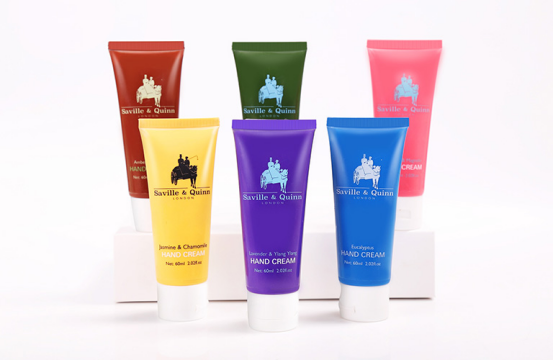 Saville & Quinn
LONDON
HAND
Saville & Quinn
Saville & Quinn
CREAM
Saville & Quinn
LONDON
Jasmine & Chamomile
HAND CREAM
Net: 60ml 2.02fl oz
Saville & Quinn
LONDON
Lavender & Ylang Ylang
HAND CREAM
Net: 60ml 2.02fl oz
Saville & Quinn
LONDON
Eucalyptus
HAND CREAM
Net: 60ml 2.02fl oz